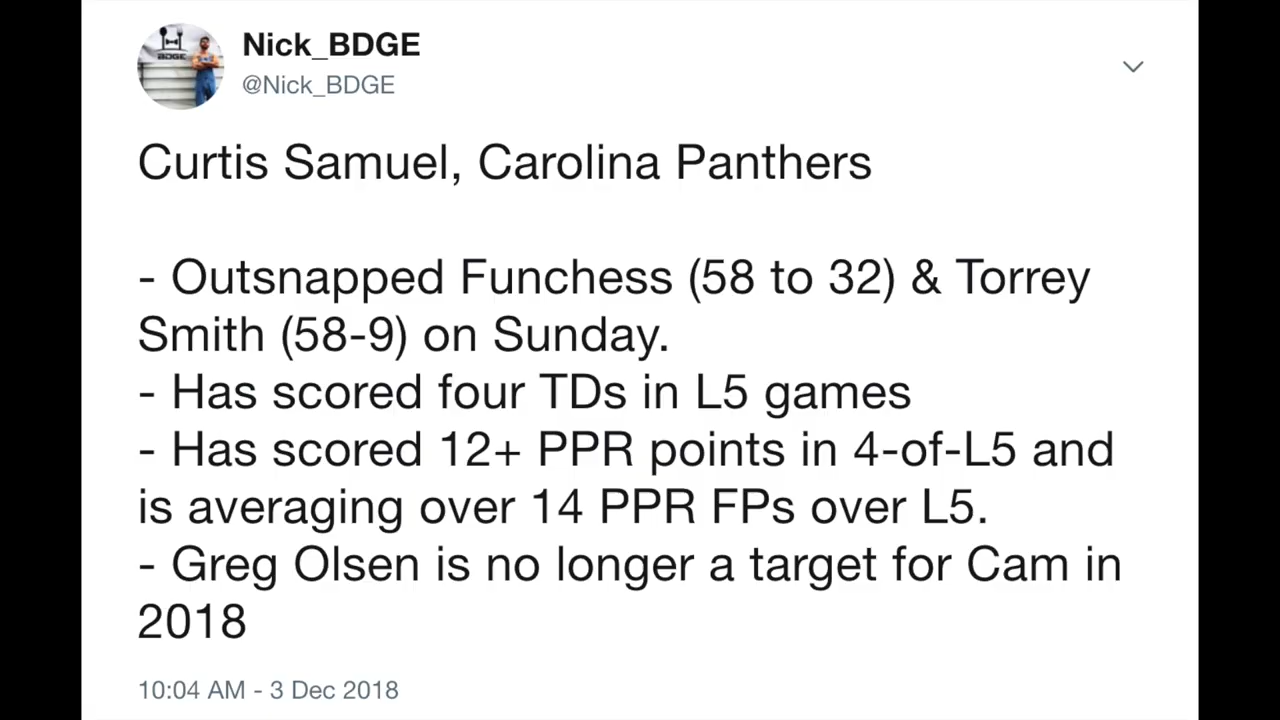 Nick_BDGE
@Nick_BDGE
Curtis Samuel, Carolina Panthers
- Outsnapped Funchess (58 to 32) & Torrey
Smith (58-9) on Sunday.
- Has scored four TDs in L5 games
- Has scored 12+ PPR points in 4-of-L5 and
is averaging over 14 PPR FPs over L5.
- Greg Olsen is no longer a target for Cam in
2018
10:04 AM - 3 Dec 2018